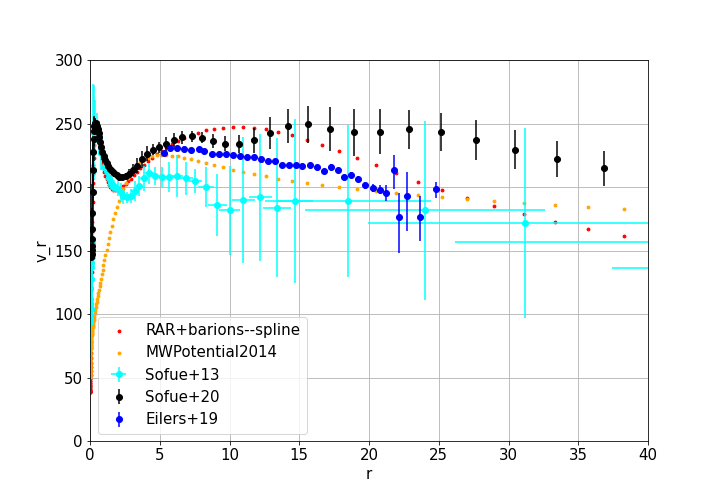 300
250
200
150
100
50
0
v_r
RAR+barions--spline
MWPotential2014
Sofue+13
Sofue+20
Eilers+19
0 5 10 15 20 25 30 35 40
r